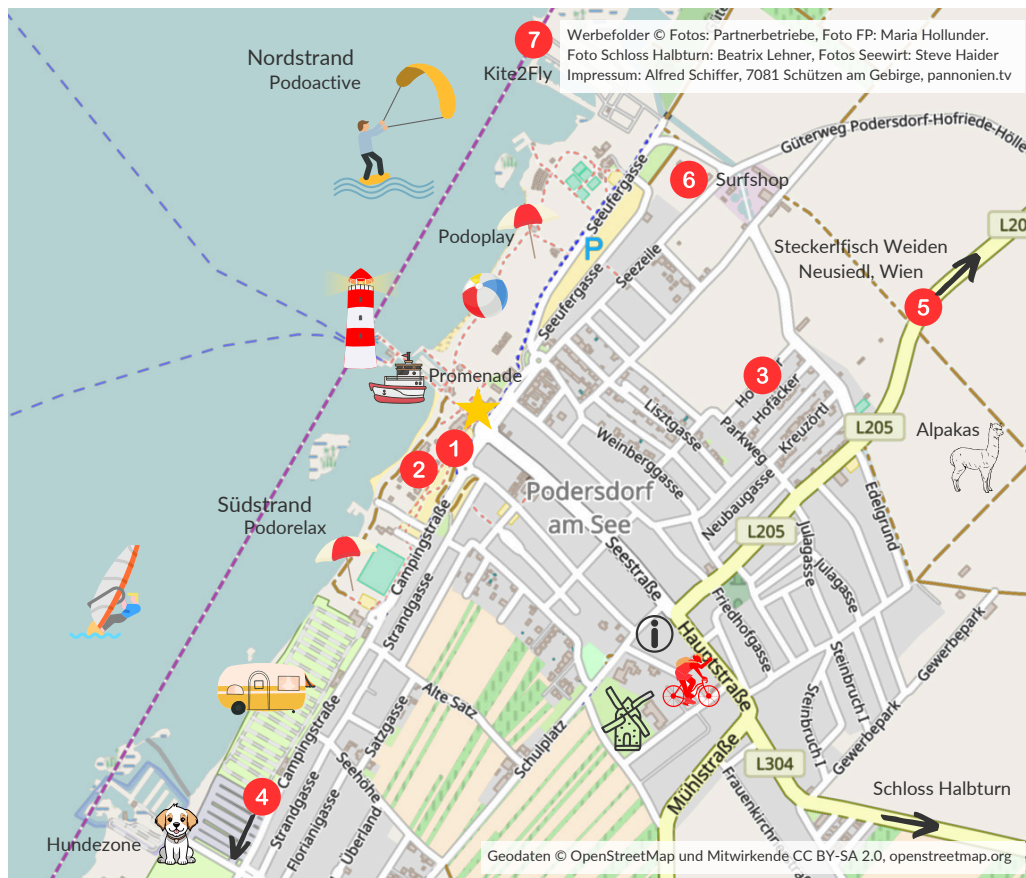 7
Werbefolder © Fotos: Partnerbetriebe, Foto FP: Maria Hollunder.
Foto Schloss Halbturn: Beatrix Lehner, Fotos Seewirt: Steve Haider
Impressum: Alfred Schiffer, 7081 Schützen am Gebirge, pannonien.tv
Nordstrand
Podoactive
Kite2Fly
Güterweg Podersdorf-Hofriede-Hölle
6
Surfshop
Seeufergasse
L20
Podoplay
P
Seezeile
Steckerlfisch Weiden
Neusiedl, Wien
Seeufergasse
5
Promenade
3
Hofäcker
Lisztgasse
Parkweg
Kreuzörtl
L205
Alpakas
1
2
Weinberggasse
Neubaugasse
Edelgrund
Podersdorf
am See
Südstrand
Podorelax
L205
Campingstraße
Seestraße
Julagasse
Julagasse
Strandgasse
Friedhofgasse
Hauptstraße
Gewerbepark
Steinbruch I
Steinbruch I
Alte Satz
Satzgasse
Schulplatz
Gewerbepark
Campingstraße
Mühlstraße
L304
Seehöhe
Frauenkirchner
Schloss Halbturn
4
Strandgasse
Florianigasse
Überland
Hundezone
Geodaten © OpenStreetMap und Mitwirkende CC BY-SA 2.0, openstreetmap.org